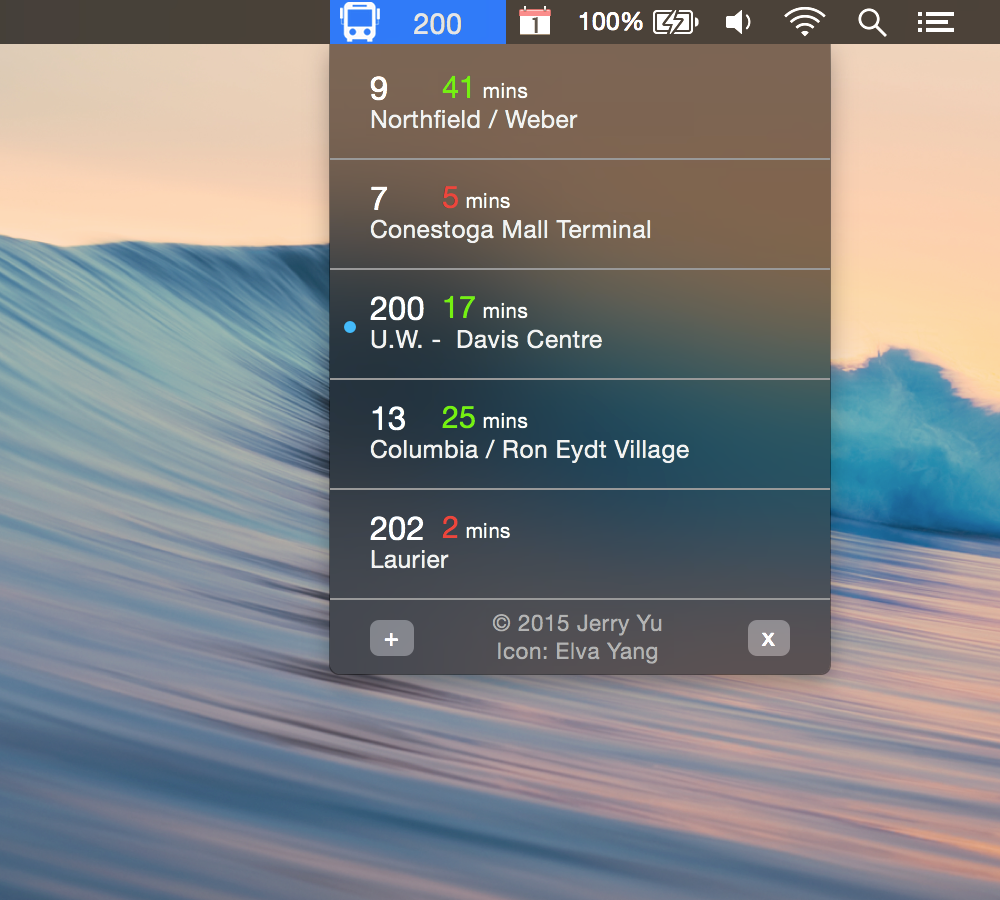 200
1
100%
9 41 mins
Northfield / Weber
7 5 mins
Conestoga Mall Terminal
200 17 mins
U.W. -  Davis Centre
13 25 mins
Columbia / Ron Eydt Village
202 2 mins
Laurier
© 2015 Jerry Yu
Icon: Elva Yang
+
x